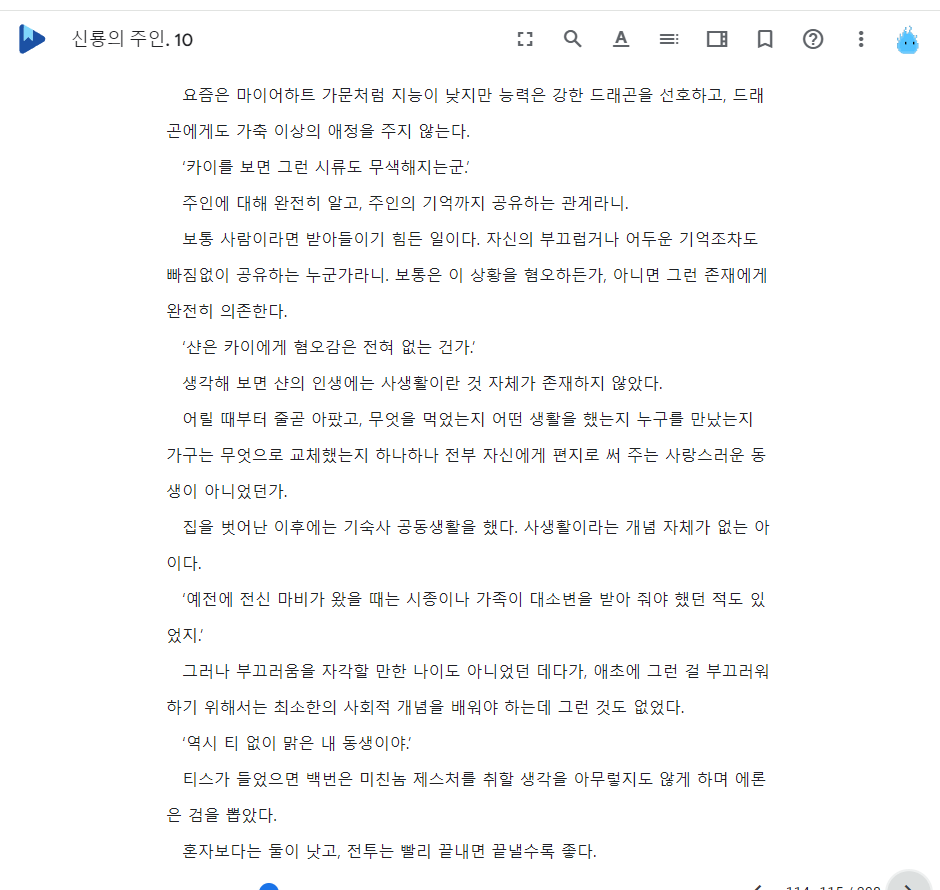 신룡의 주인. 10
요즘은 마이어하트 가문처럼 지능이 낮지만 능력은 강한 드래곤을 선호하고, 드래
곤에게도 가축 이상의 애정을 주지 않는다.
‘카이를 보면 그런 시류도 무색해지는군.’
주인에 대해 완전히 알고, 주인의 기억까지 공유하는 관계라니.
보통 사람이라면 받아들이기 힘든 일이다. 자신의 부끄럽거나 어두운 기억조차도
빠짐없이 공유하는 누군가라니. 보통은 이 상황을 혐오하든가, 아니면 그런 존재에게
완전히 의존한다.
‘샨은 카이에게 혐오감은 전혀 없는 건가.’
생각해 보면 샨의 인생에는 사생활이란 것 자체가 존재하지 않았다.
어릴 때부터 줄곧 아팠고, 무엇을 먹었는지 어떤 생활을 했는지 누구를 만났는지
가구는 무엇으로 교체했는지 하나하나 전부 자신에게 편지로 써 주는 사랑스러운 동
생이 아니었던가.
집을 벗어난 이후에는 기숙사 공동생활을 했다. 사생활이라는 개념 자체가 없는 아
이다.
‘예전에 전신 마비가 왔을 때는 시종이나 가족이 대소변을 받아 줘야 했던 적도 있
었지.’
그러나 부끄러움을 자각할 만한 나이도 아니었던 데다가, 애초에 그런 걸 부끄러워
하기 위해서는 최소한의 사회적 개념을 배워야 하는데 그런 것도 없었다.
‘역시 티 없이 맑은 내 동생이야.’
티스가 들었으면 백번은 미친놈 제스처를 취할 생각을 아무렇지도 않게 하며 에론
은 검을 뽑았다.
혼자보다는 둘이 낫고, 전투는 빨리 끝내면 끝낼수록 좋다.